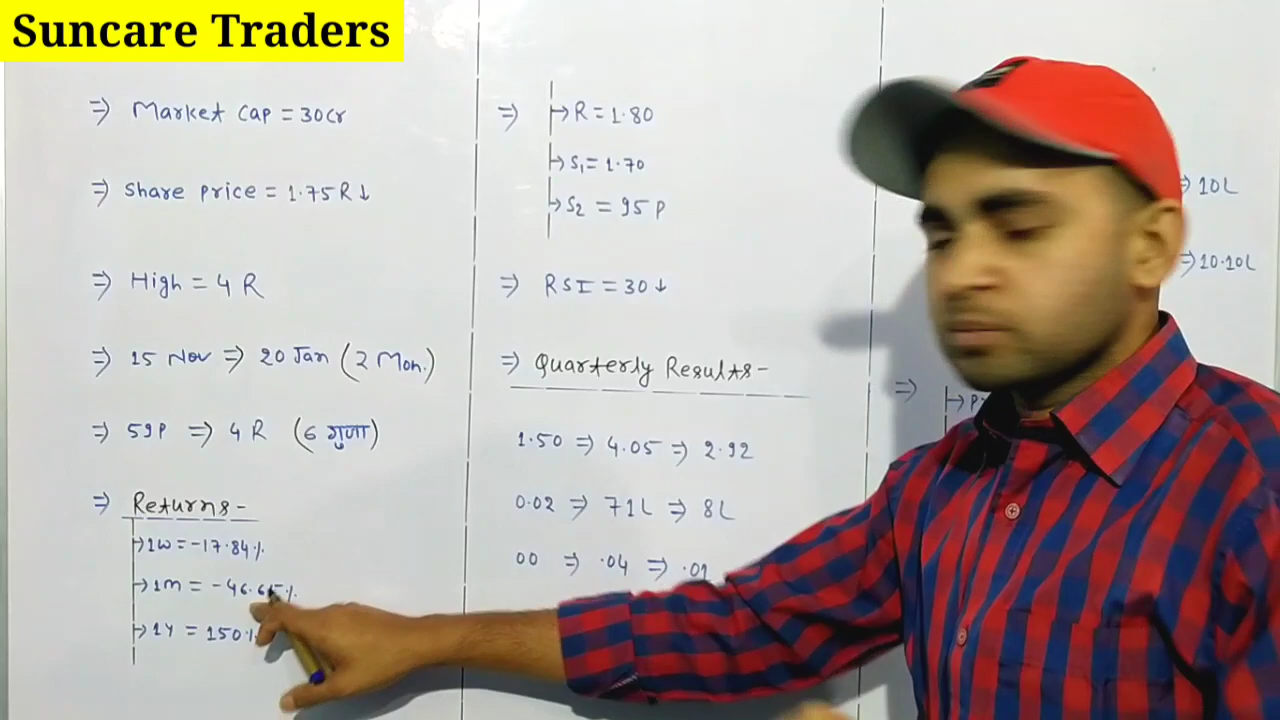 Suncare Traders
⇒ Market Cap = 30Cr
⇒ Share price = 1.75 R ↓
⇒ High = 4 R
⇒ 15 Nov ⇒ 20 Jan (2 Mon.)
⇒ 59P ⇒ 4 R (6 गुणा)
⇒ Returns-
→ 1W = -17.84%
→ 1M = -46.65%
→ 1Y = 150%
⇒ → R = 1.80
→ S₁ = 1.70
→ S₂ = 95 P
⇒ RSI = 30 ↓
⇒ Quarterly Results-
1.50 ⇒ 4.05 ⇒ 2.92
0.02 ⇒ 71L ⇒ 8L
00 ⇒ .04 ⇒ .01
⇒ 10L
⇒ 10.10L
⇒ → P